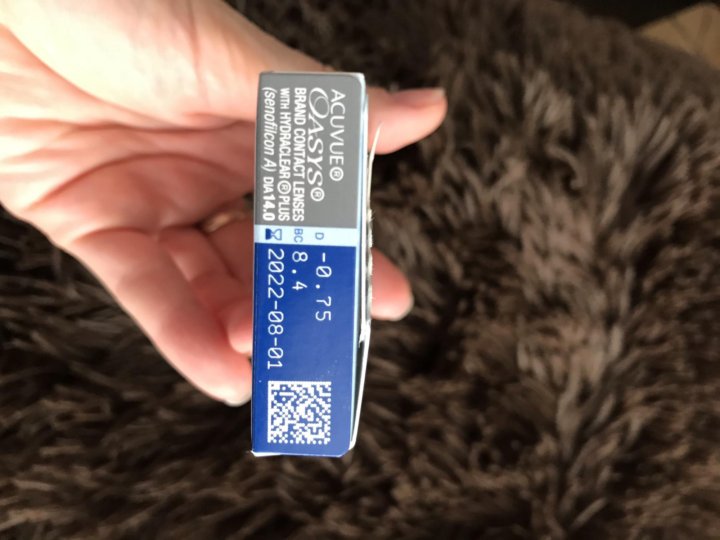 ACUVUE®
OASYS®
BRAND CONTACT LENSES
WITH HYDRACLEAR® PLUS
(senofilcon A) DIA 14.0
D -0.75
BC 8.4
2022-08-01